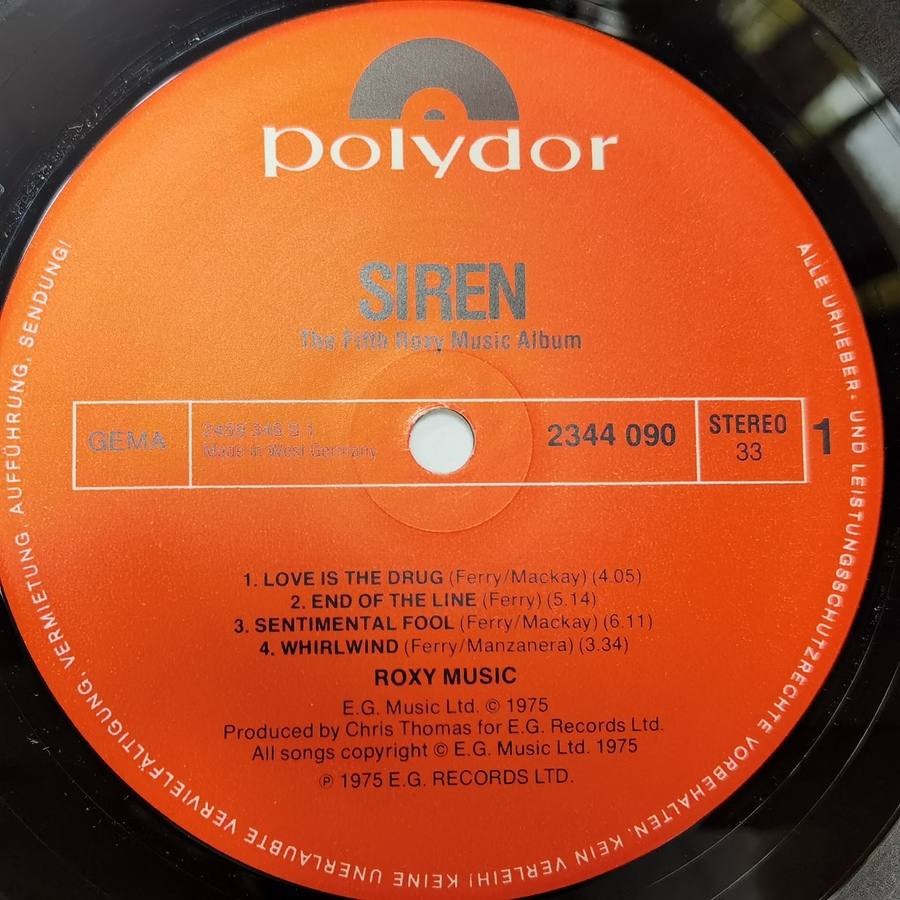 polydor
SIREN
The Fifth Roxy Music Album
GEMA
2459 346 S 1
Made in West Germany
2344 090
STEREO
33
1
1. LOVE IS THE DRUG (Ferry/Mackay) (4.05)
2. END OF THE LINE (Ferry) (5.14)
3. SENTIMENTAL FOOL (Ferry/Mackay) (6.11)
4. WHIRLWIND (Ferry/Manzanera) (3.34)
ROXY MUSIC
E.G. Music Ltd. © 1975
Produced by Chris Thomas for E.G. Records Ltd.
All songs copyright © E.G. Music Ltd. 1975
℗ 1975 E.G. RECORDS LTD.
ALLE URHEBER- UND LEISTUNGSSCHUTZRECHTE VORBEHALTEN. KEIN VERLEIH! KEINE UNERLAUBTE VERVIELFÄLTIGUNG, VERMIETUNG, AUFFÜHRUNG, SENDUNG!